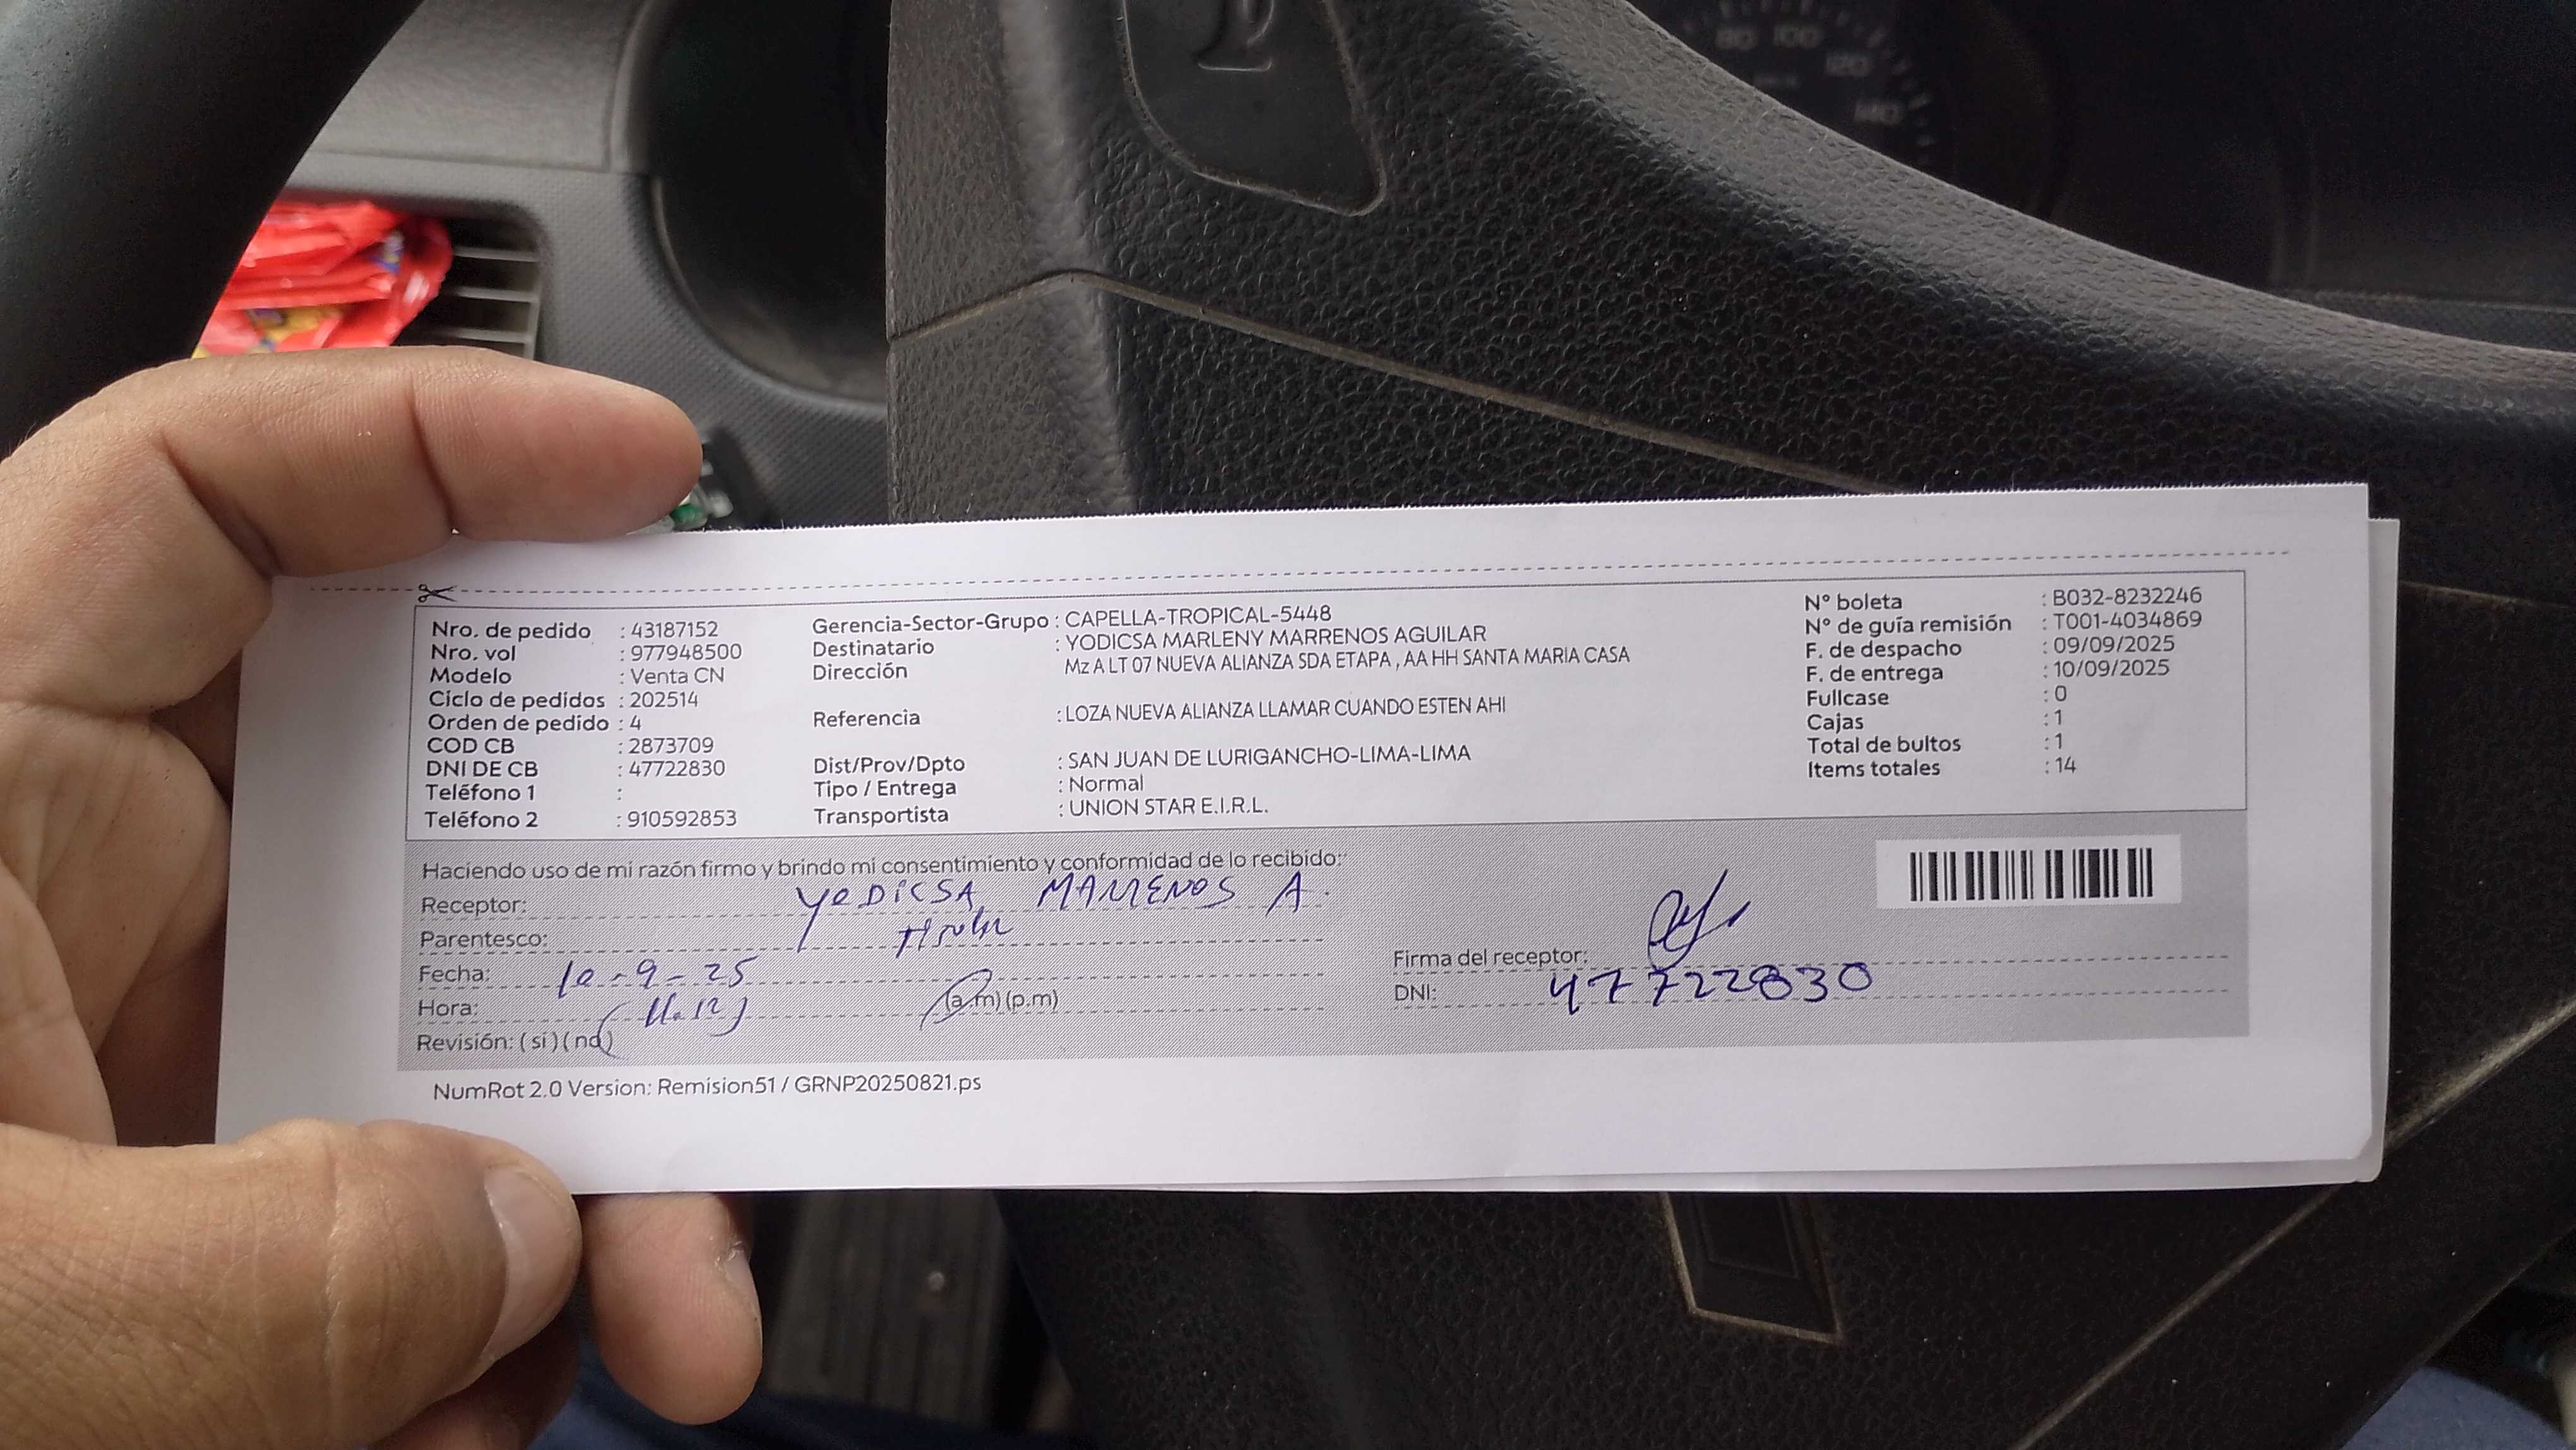 80 100 120 140
Nro. de pedido : 43187152
Nro. vol : 977948500
Modelo : Venta CN
Ciclo de pedidos : 202514
Orden de pedido : 4
COD CB : 2873709
DNI DE CB : 47722830
Teléfono 1 :
Teléfono 2 : 910592853
Gerencia-Sector-Grupo : CAPELLA-TROPICAL-5448
Destinatario : YODICSA MARLENY MARRENOS AGUILAR
Dirección Mz A LT 07 NUEVA ALIANZA SDA ETAPA , AA HH SANTA MARIA CASA
Referencia : LOZA NUEVA ALIANZA LLAMAR CUANDO ESTEN AHI
Dist/Prov/Dpto : SAN JUAN DE LURIGANCHO-LIMA-LIMA
Tipo / Entrega : Normal
Transportista : UNION STAR E.I.R.L.
N° boleta : B032-8232246
N° de guía remisión : T001-4034869
F. de despacho : 09/09/2025
F. de entrega : 10/09/2025
Fullcase : 0
Cajas : 1
Total de bultos : 1
Items totales : 14
Haciendo uso de mi razón firmo y brindo mi consentimiento y conformidad de lo recibido:
Receptor: YODICSA MARRENOS A.
Parentesco:
Fecha: 10-9-25
Hora: (11.12) (a.m)(p.m)
Revisión: ( si ) ( no )
Firma del receptor:
DNI: 47722830
NumRot 2.0 Version: Remision51 / GRNP20250821.ps